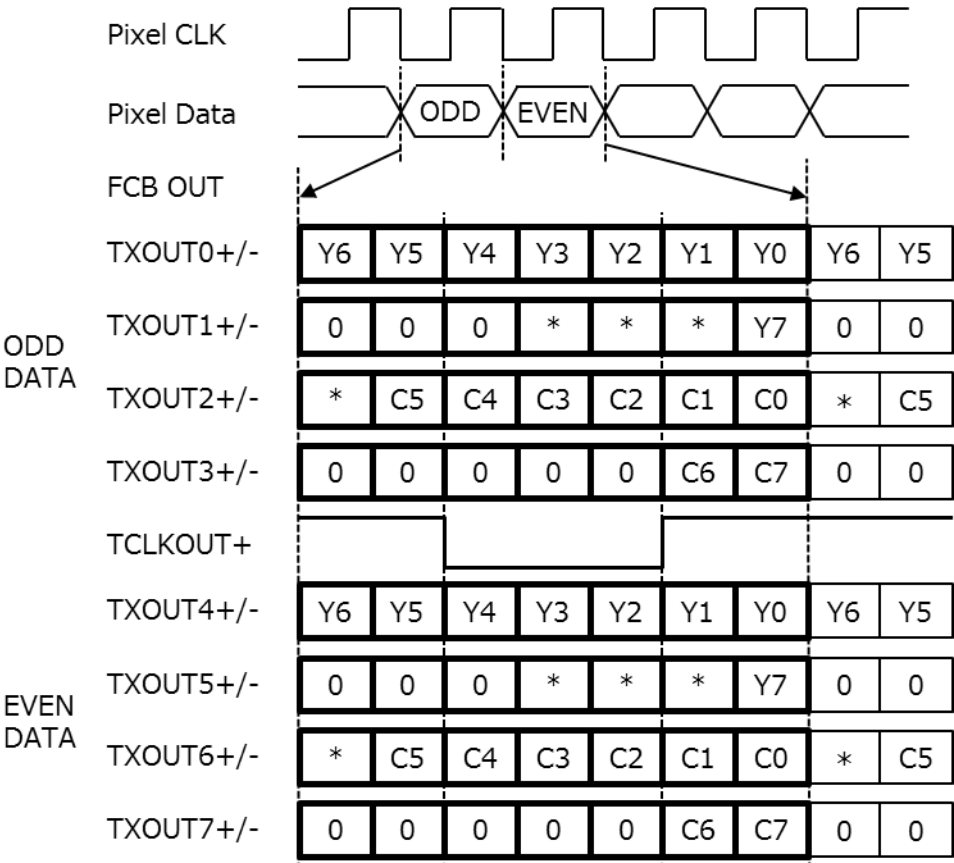 Pixel CLK
Pixel Data ODD EVEN
FCB OUT
TXOUT0+/- Y6 Y5 Y4 Y3 Y2 Y1 Y0 Y6 Y5
TXOUT1+/- 0 0 0 * * * Y7 0 0
ODD
DATA
TXOUT2+/- * C5 C4 C3 C2 C1 C0 * C5
TXOUT3+/- 0 0 0 0 0 C6 C7 0 0
TCLKOUT+
TXOUT4+/- Y6 Y5 Y4 Y3 Y2 Y1 Y0 Y6 Y5
TXOUT5+/- 0 0 0 * * * Y7 0 0
EVEN
DATA
TXOUT6+/- * C5 C4 C3 C2 C1 C0 * C5
TXOUT7+/- 0 0 0 0 0 C6 C7 0 0